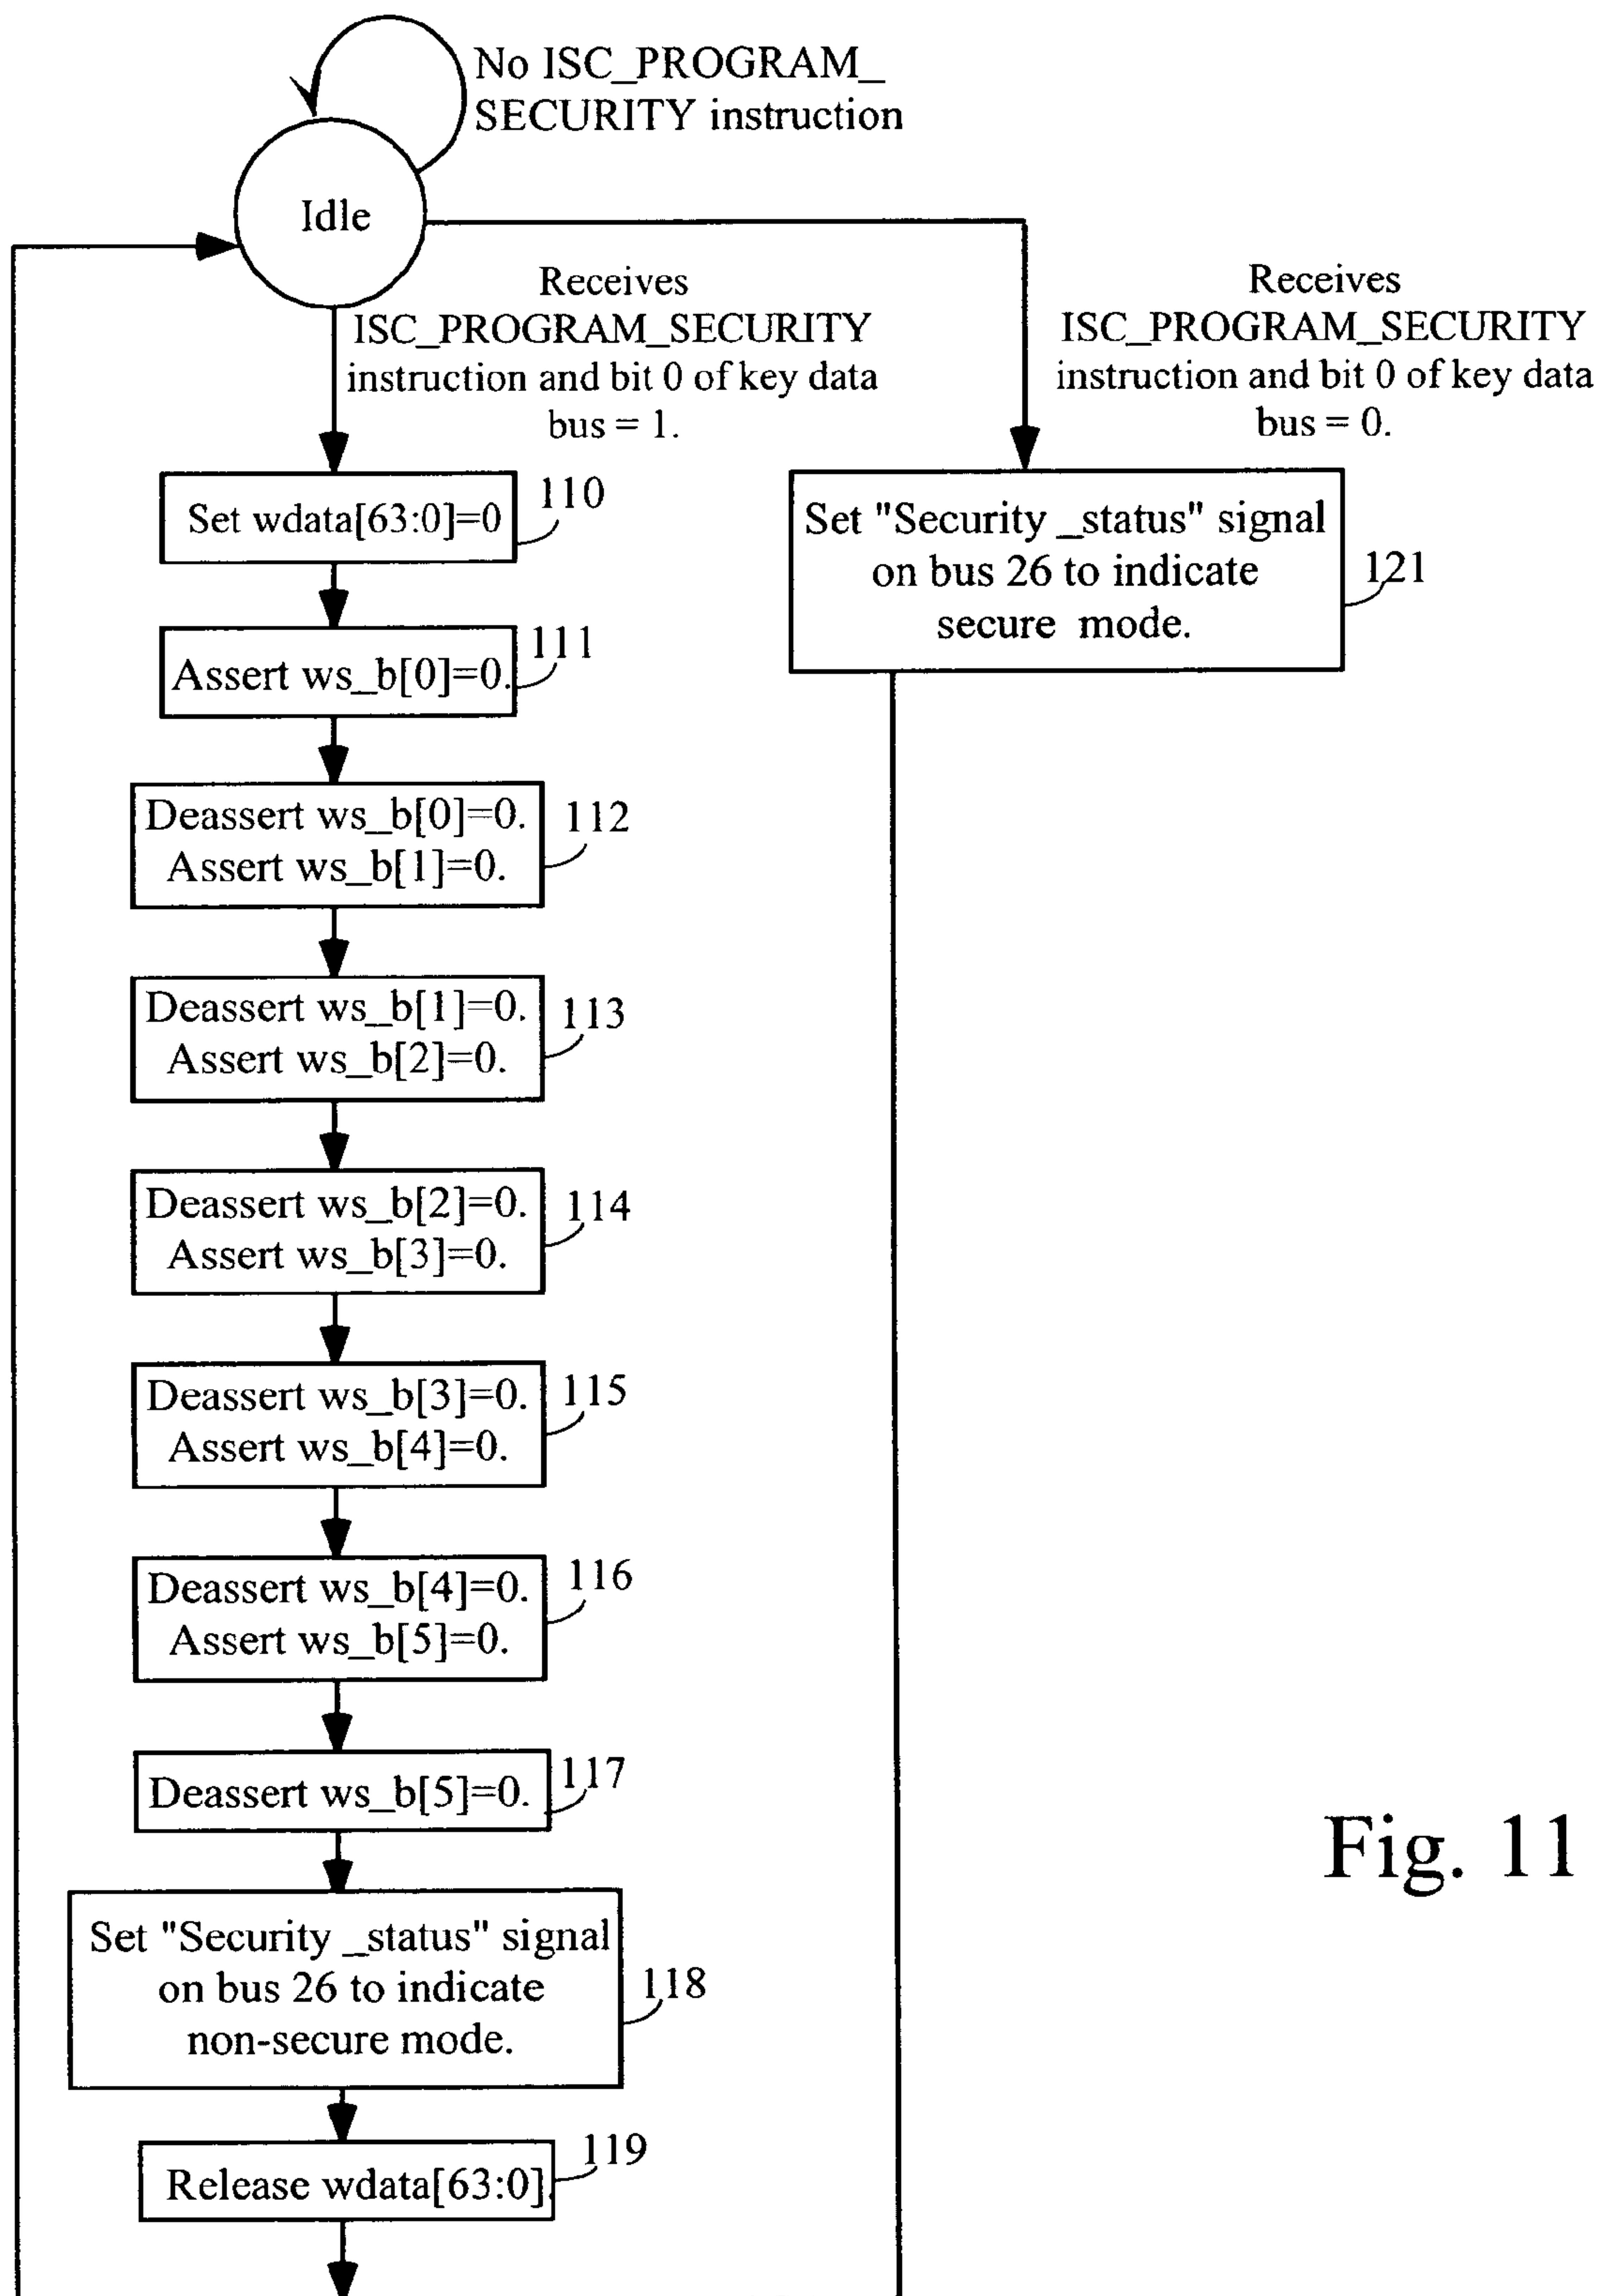 No ISC_PROGRAM_
SECURITY instruction
Idle
Receives
ISC_PROGRAM_SECURITY
instruction and bit 0 of key data
bus = 1.
Receives
ISC_PROGRAM_SECURITY
instruction and bit 0 of key data
bus = 0.
Set wdata[63:0]=0
110
Set "Security _status" signal
on bus 26 to indicate
secure mode.
121
Assert ws_b[0]=0.
111
Deassert ws_b[0]=0.
Assert ws_b[1]=0.
112
Deassert ws_b[1]=0.
Assert ws_b[2]=0.
113
Deassert ws_b[2]=0.
Assert ws_b[3]=0.
114
Deassert ws_b[3]=0.
Assert ws_b[4]=0.
115
Deassert ws_b[4]=0.
Assert ws_b[5]=0.
116
Deassert ws_b[5]=0.
117
Set "Security _status" signal
on bus 26 to indicate
non-secure mode.
118
Release wdata[63:0].
119
Fig. 11